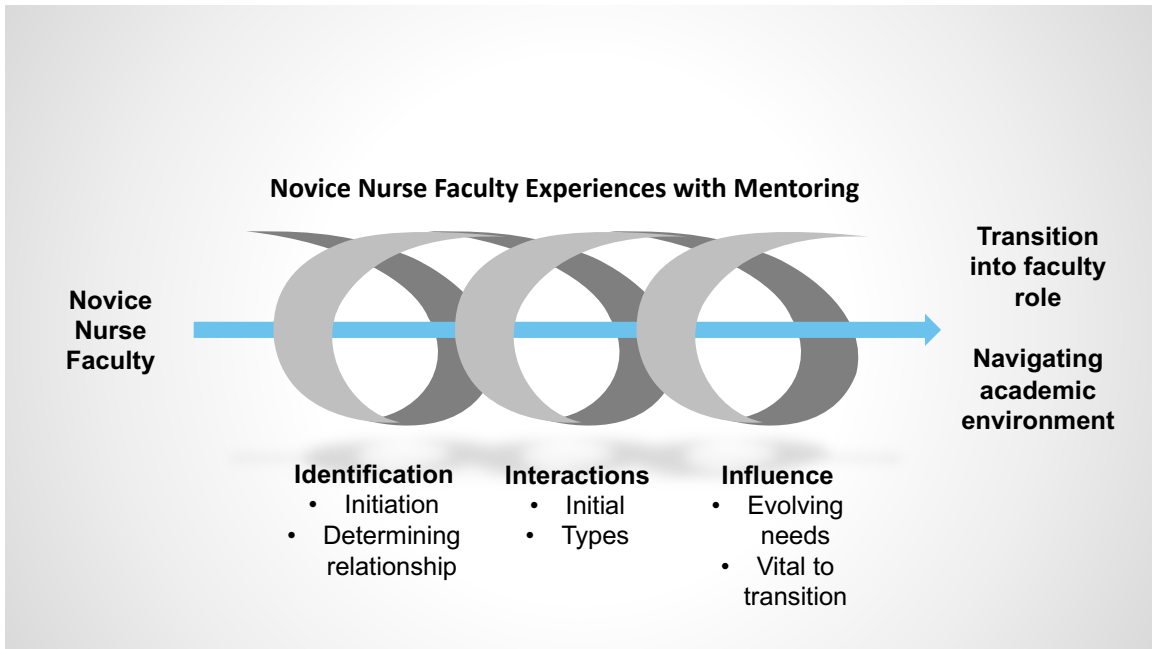 Novice Nurse Faculty Experiences with Mentoring
Novice
Nurse
Faculty
Transition
into faculty
role
Navigating
academic
environment
Identification
• Initiation
• Determining
relationship
Interactions
• Initial
• Types
Influence
• Evolving
needs
• Vital to
transition